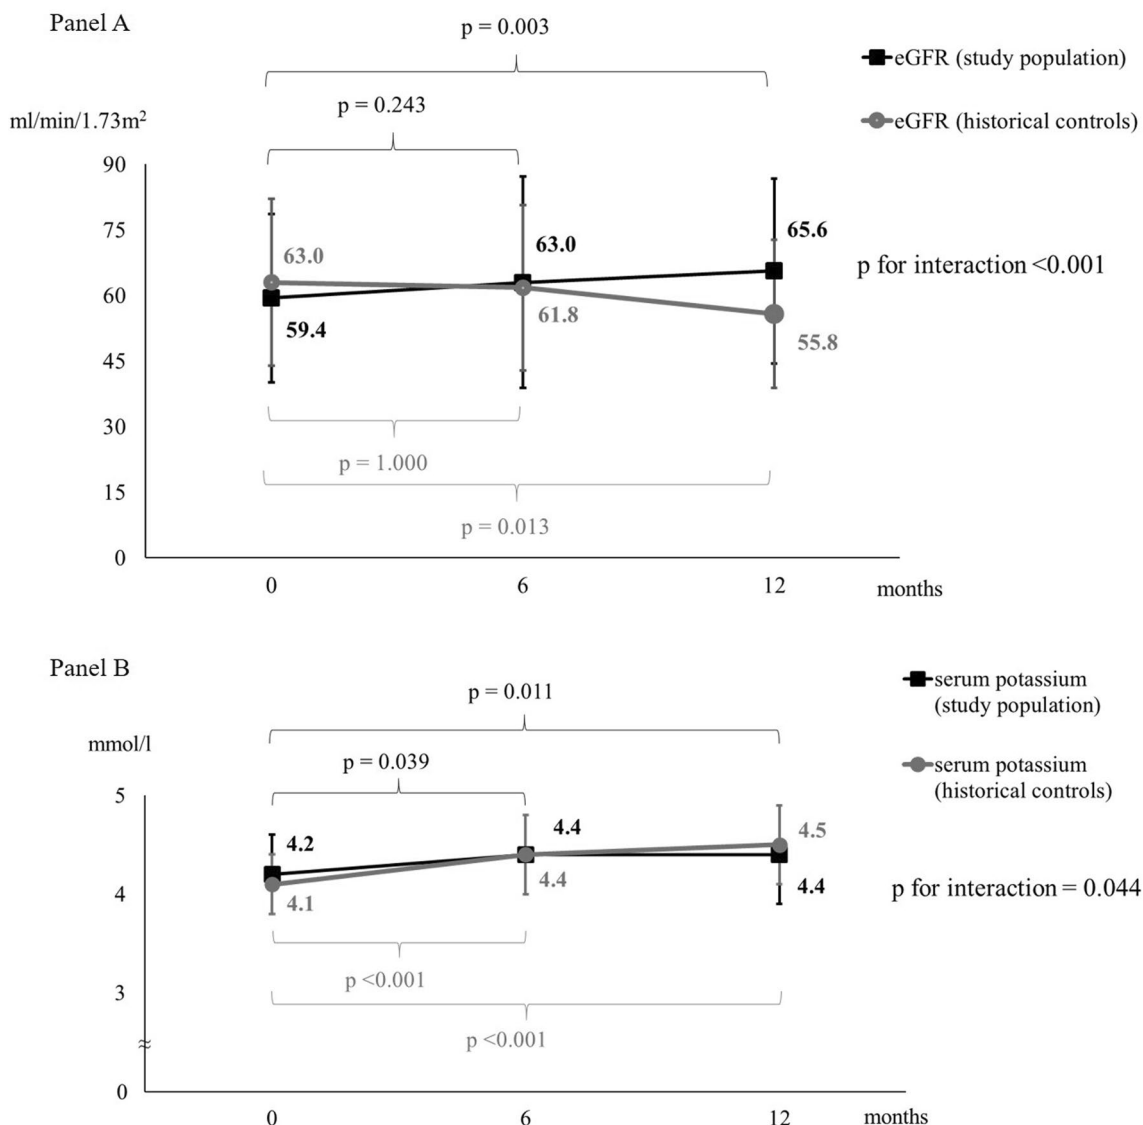 Panel A
p = 0.003
eGFR (study population)
p = 0.243
ml/min/1.73m²
eGFR (historical controls)
90
75
60
45
30
15
0
63.0
63.0
65.6
59.4
61.8
55.8
p for interaction <0.001
p = 1.000
p = 0.013
0
6
12
months
Panel B
p = 0.011
serum potassium
(study population)
mmol/l
p = 0.039
serum potassium
(historical controls)
5
4
3
≈
0
4.2
4.4
4.5
4.1
4.4
4.4
p for interaction = 0.044
p <0.001
p <0.001
0
6
12
months